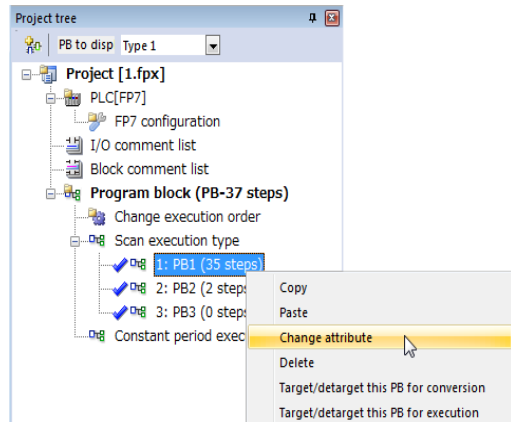 Project tree
PB to disp Type 1
Project [1.fpx]
PLC[FP7]
FP7 configuration
I/O comment list
Block comment list
Program block (PB-37 steps)
Change execution order
Scan execution type
1: PB1 (35 steps)
2: PB2 (2 steps
3: PB3 (0 step
Constant period exec
Copy
Paste
Change attribute
Delete
Target/detarget this PB for conversion
Target/detarget this PB for execution